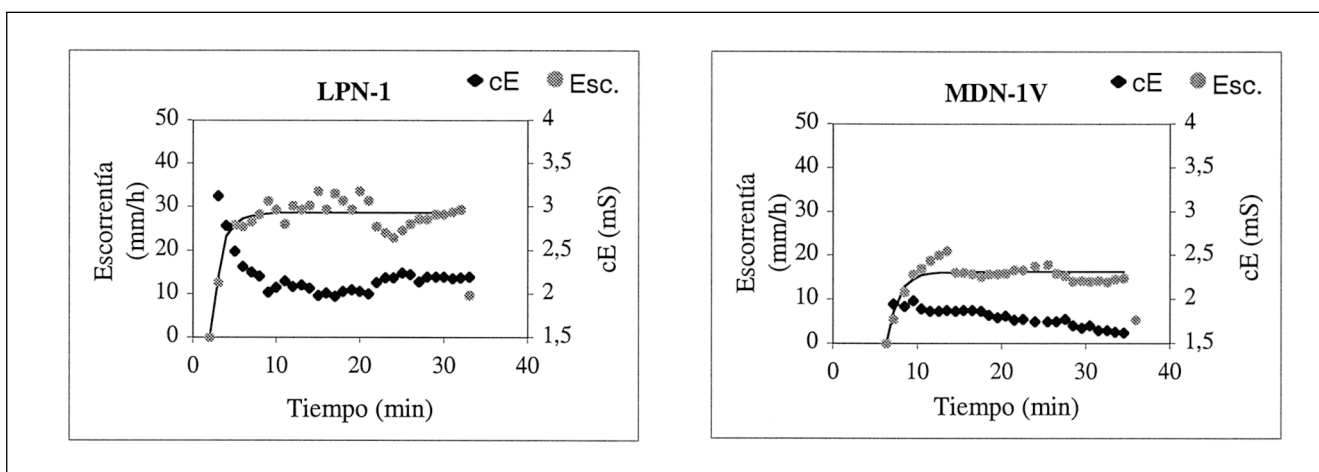 LPN-1
cE Esc.
50
40
30
20
10
0
Escorrentía
(mm/h)
4
3,5
3
2,5
2
1,5
cE (mS)
0 10 20 30 40
Tiempo (min)
MDN-1V
cE Esc.
50
40
30
20
10
0
Escorrentía
(mm/h)
4
3,5
3
2,5
2
1,5
cE (mS)
0 10 20 30 40
Tiempo (min)